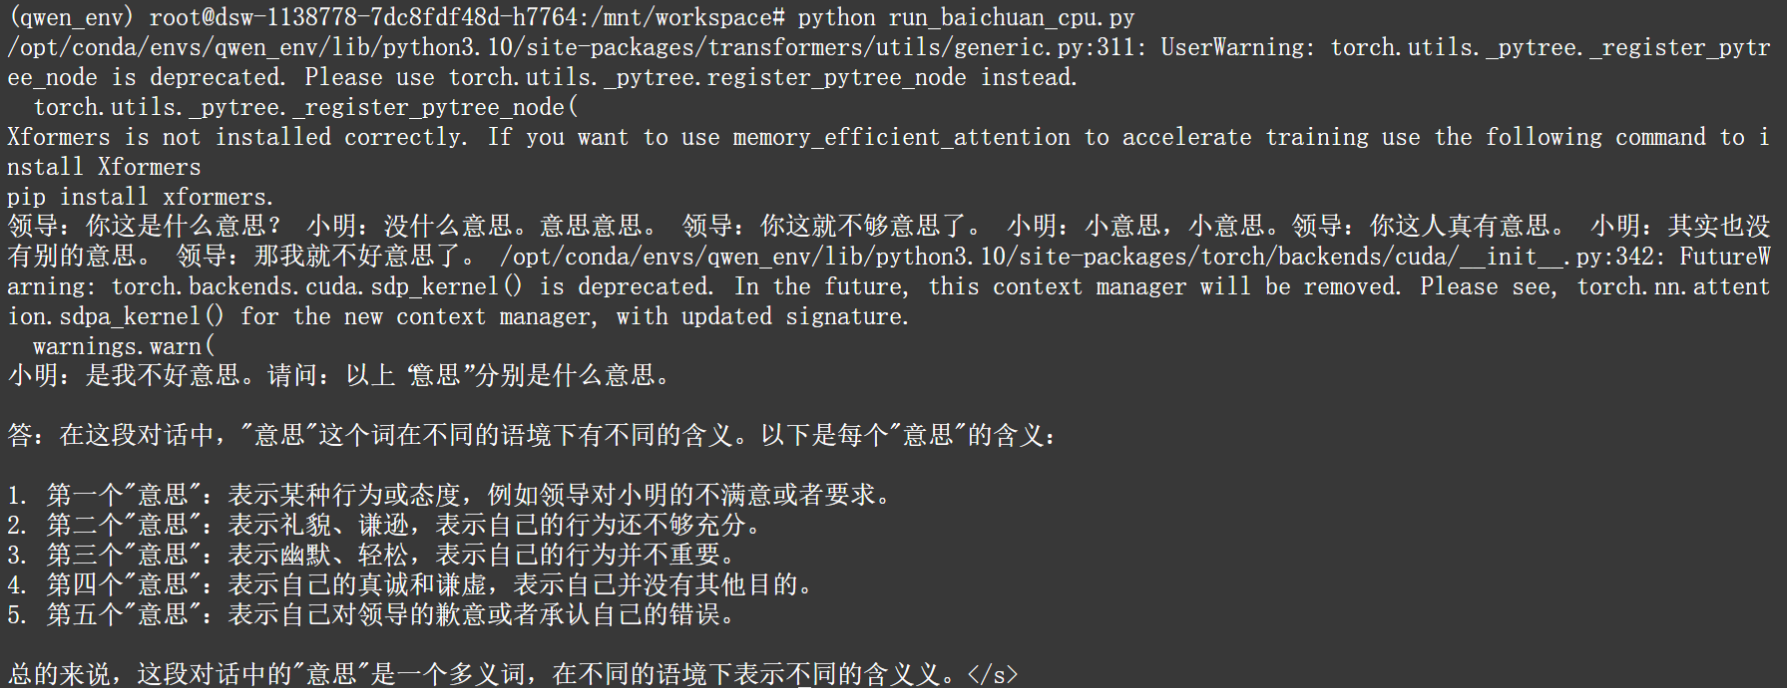 (qwen_env) root@dsw-1138778-7dc8fdf48d-h7764:/mnt/workspace# python run_baichuan_cpu.py
/opt/conda/envs/qwen_env/lib/python3.10/site-packages/transformers/utils/generic.py:311: UserWarning: torch.utils._pytree._register_pytr
ee_node is deprecated. Please use torch.utils._pytree.register_pytree_node instead.
  torch.utils._pytree._register_pytree_node(
Xformers is not installed correctly. If you want to use memory_efficient_attention to accelerate training use the following command to i
nstall Xformers
pip install xformers.
领导：你这是什么意思？ 小明：没什么意思。意思意思。 领导：你这就不够意思了。 小明：小意思，小意思。领导：你这人真有意思。 小明：其实也没
有别的意思。 领导：那我就不好意思了。 /opt/conda/envs/qwen_env/lib/python3.10/site-packages/torch/backends/cuda/__init__.py:342: FutureW
arning: torch.backends.cuda.sdp_kernel() is deprecated. In the future, this context manager will be removed. Please see, torch.nn.attent
ion.sdpa_kernel() for the new context manager, with updated signature.
  warnings.warn(
小明：是我不好意思。请问：以上“意思”分别是什么意思。
答：在这段对话中，"意思"这个词在不同的语境下有不同的含义。以下是每个"意思"的含义：
1. 第一个"意思"：表示某种行为或态度，例如领导对小明的不满意或者要求。
2. 第二个"意思"：表示礼貌、谦逊，表示自己的行为还不够充分。
3. 第三个"意思"：表示幽默、轻松，表示自己的行为并不重要。
4. 第四个"意思"：表示自己的真诚和谦虚，表示自己并没有其他目的。
5. 第五个"意思"：表示自己对领导的歉意或者承认自己的错误。
总的来说，这段对话中的"意思"是一个多义词，在不同的语境下表示不同的含义义。</s>